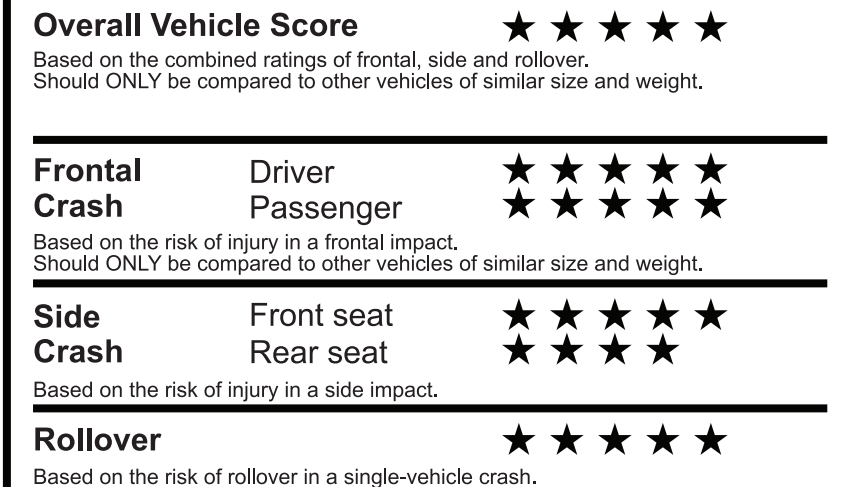 Overall Vehicle Score ★ ★ ★ ★ ★
Based on the combined ratings of frontal, side and rollover.
Should ONLY be compared to other vehicles of similar size and weight.
Frontal Driver ★ ★ ★ ★ ★
Crash Passenger ★ ★ ★ ★ ★
Based on the risk of injury in a frontal impact.
Should ONLY be compared to other vehicles of similar size and weight.
Side Front seat ★ ★ ★ ★ ★
Crash Rear seat ★ ★ ★ ★
Based on the risk of injury in a side impact.
Rollover ★ ★ ★ ★ ★
Based on the risk of rollover in a single-vehicle crash.